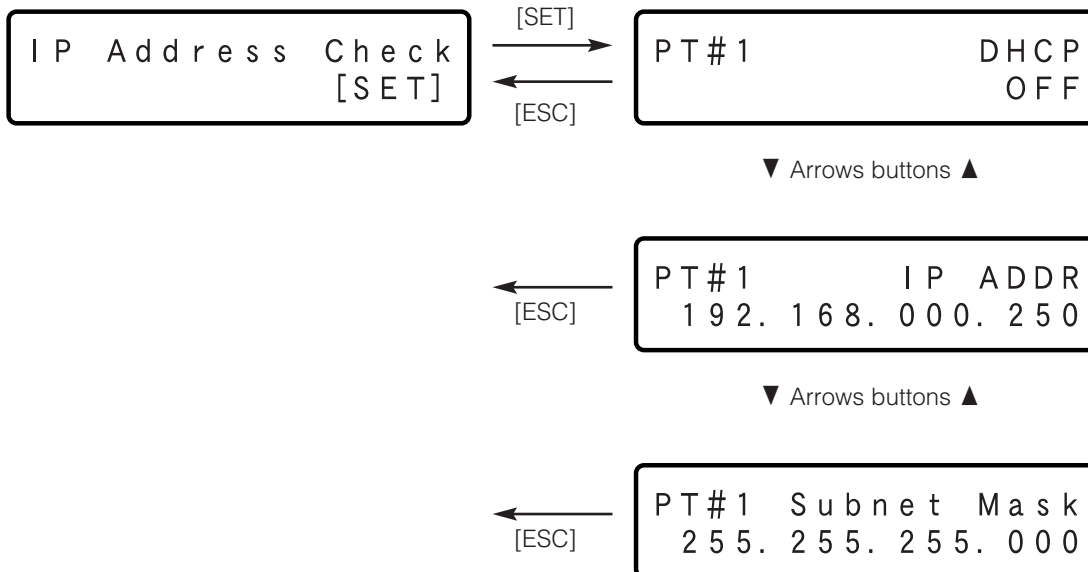 IP Address Check
[SET]
[SET]
[ESC]
PT#1 DHCP
OFF
▼ Arrows buttons ▲
[ESC]
PT#1 IP ADDR
192.168.000.250
▼ Arrows buttons ▲
[ESC]
PT#1 Subnet Mask
255.255.255.000